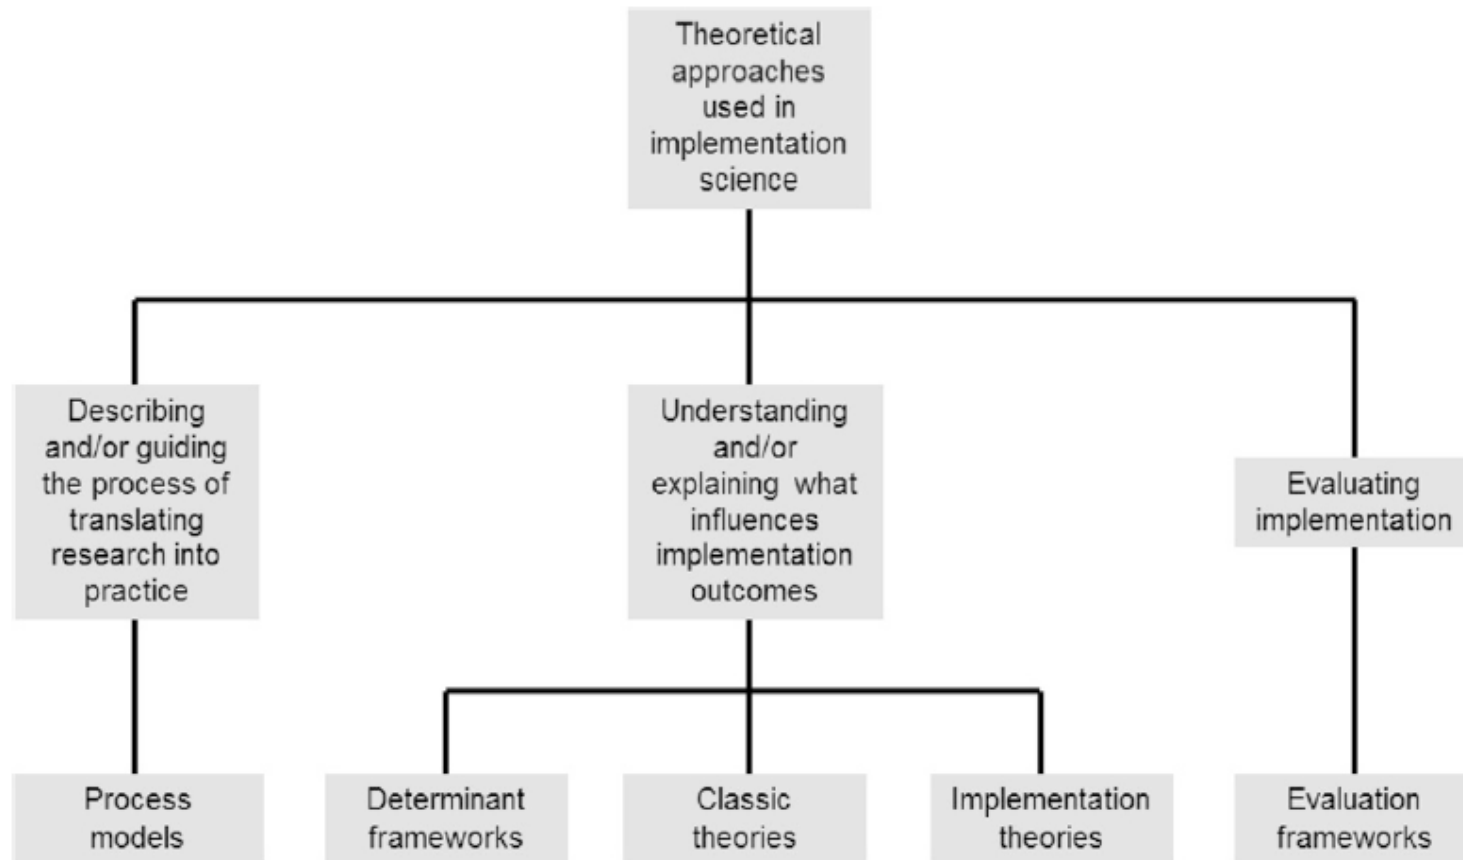 Theoretical
approaches
used in
implementation
science
Describing
and/or guiding
the process of
translating
research into
practice
Understanding
and/or
explaining what
influences
implementation
outcomes
Evaluating
implementation
Process
models
Determinant
frameworks
Classic
theories
Implementation
theories
Evaluation
frameworks